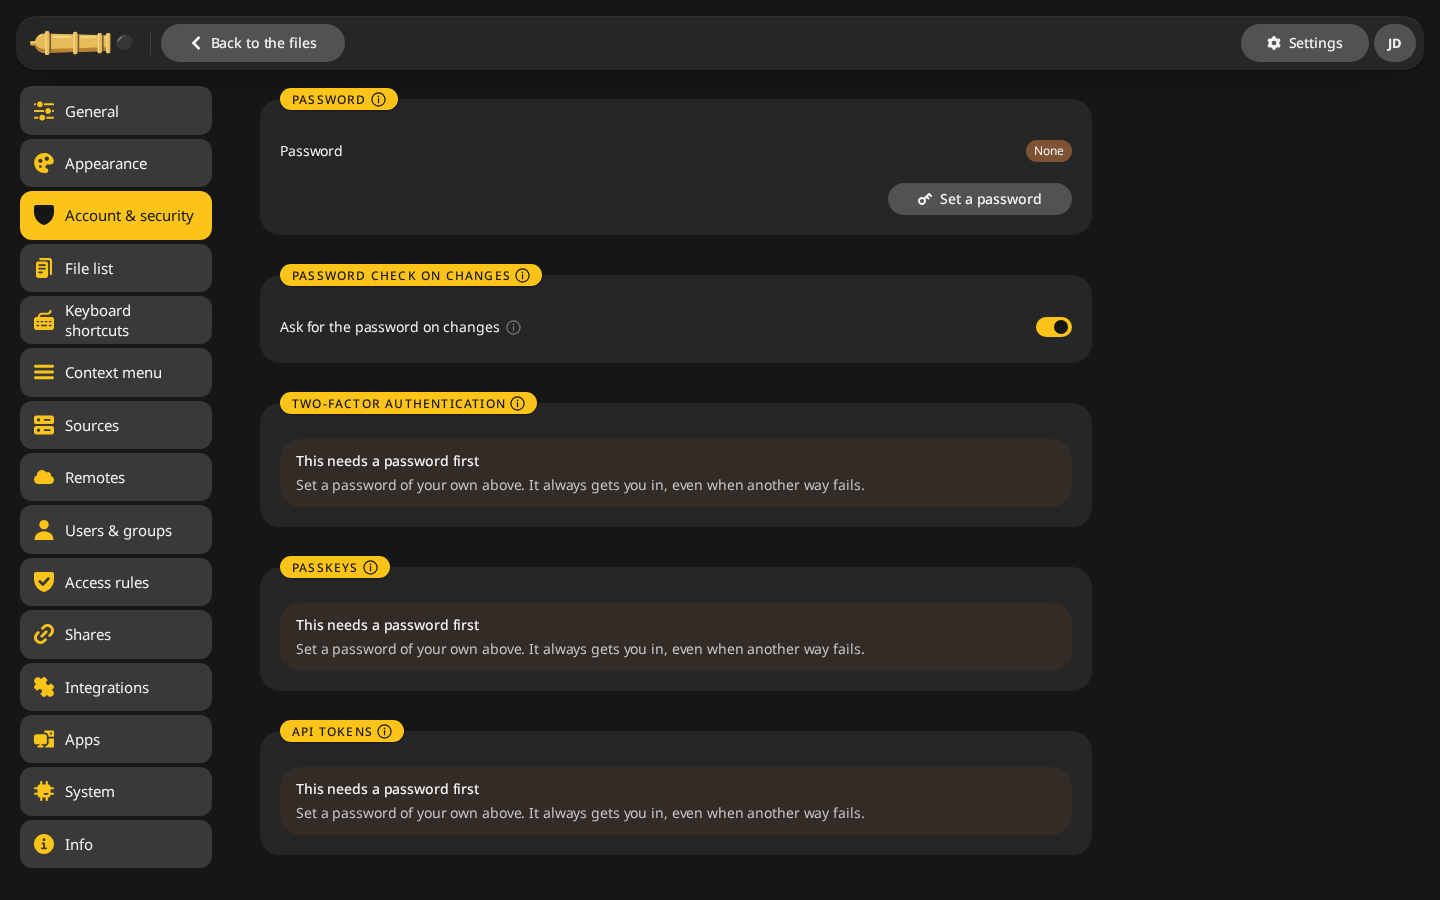 Back to the files
Settings
JD
General
Appearance
Account & security
File list
Keyboard
shortcuts
Context menu
Sources
Remotes
Users & groups
Access rules
Shares
Integrations
Apps
System
Info
PASSWORD
Password
None
Set a password
PASSWORD CHECK ON CHANGES
Ask for the password on changes
TWO-FACTOR AUTHENTICATION
This needs a password first
Set a password of your own above. It always gets you in, even when another way fails.
PASSKEYS
This needs a password first
Set a password of your own above. It always gets you in, even when another way fails.
API TOKENS
This needs a password first
Set a password of your own above. It always gets you in, even when another way fails.